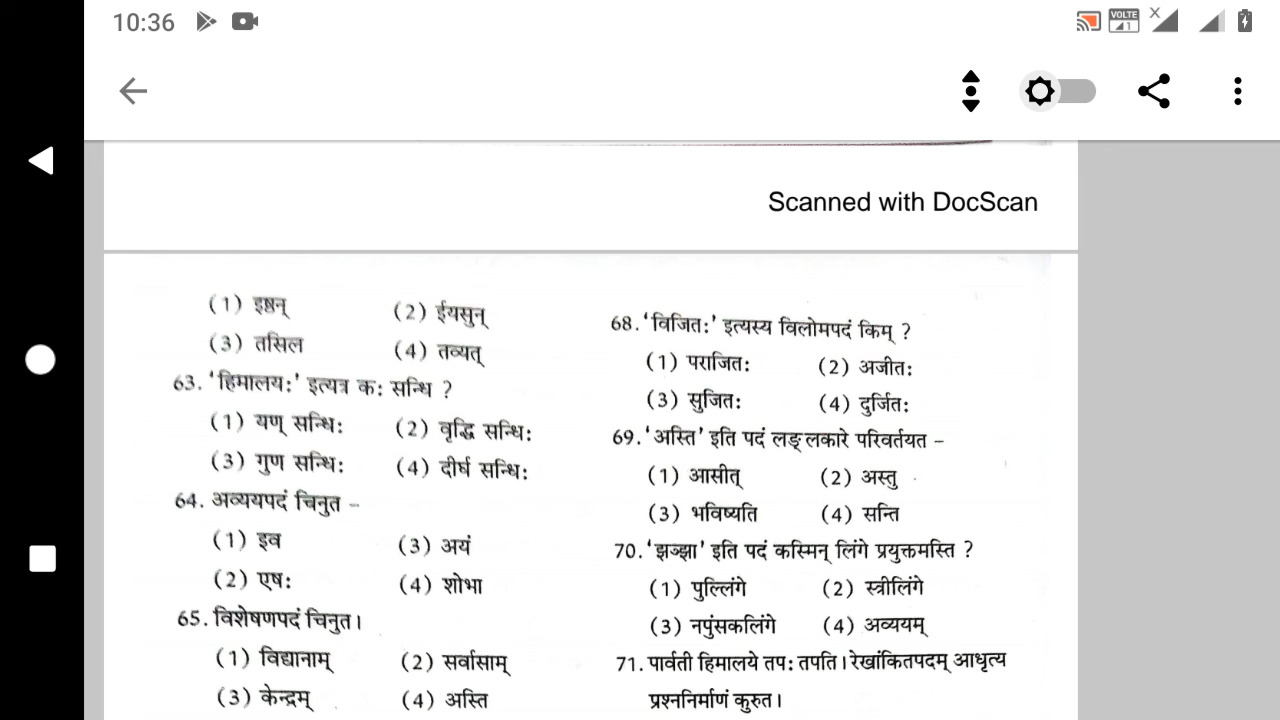 10:36
VOLTE
1
X
Scanned with DocScan
(1) इष्ठन् (2) ईयसुन्
(3) तसिल (4) तव्यत्
63. 'हिमालय:' इत्यत्र क: सन्धि ?
(1) यण् सन्धि: (2) वृद्धि सन्धि:
(3) गुण सन्धि: (4) दीर्घ सन्धि:
64. अव्ययपदं चिनुत –
(1) इव (3) अयं
(2) एष: (4) शोभा
65. विशेषणपदं चिनुत।
(1) विद्यानाम् (2) सर्वासाम्
(3) केन्द्रम् (4) अस्ति
68. 'विजित:' इत्यस्य विलोमपदं किम् ?
(1) पराजित: (2) अजीत:
(3) सुजित: (4) दुर्जित:
69. 'अस्ति' इति पदं लङ्लकारे परिवर्तयत –
(1) आसीत् (2) अस्तु
(3) भविष्यति (4) सन्ति
70. 'झञ्झा' इति पदं कस्मिन् लिंगे प्रयुक्तमस्ति ?
(1) पुल्लिंगे (2) स्त्रीलिंगे
(3) नपुंसकलिंगे (4) अव्ययम्
71. पार्वती हिमालये तप: तपति। रेखांकितपदम् आधृत्य
प्रश्ननिर्माणं कुरुत।